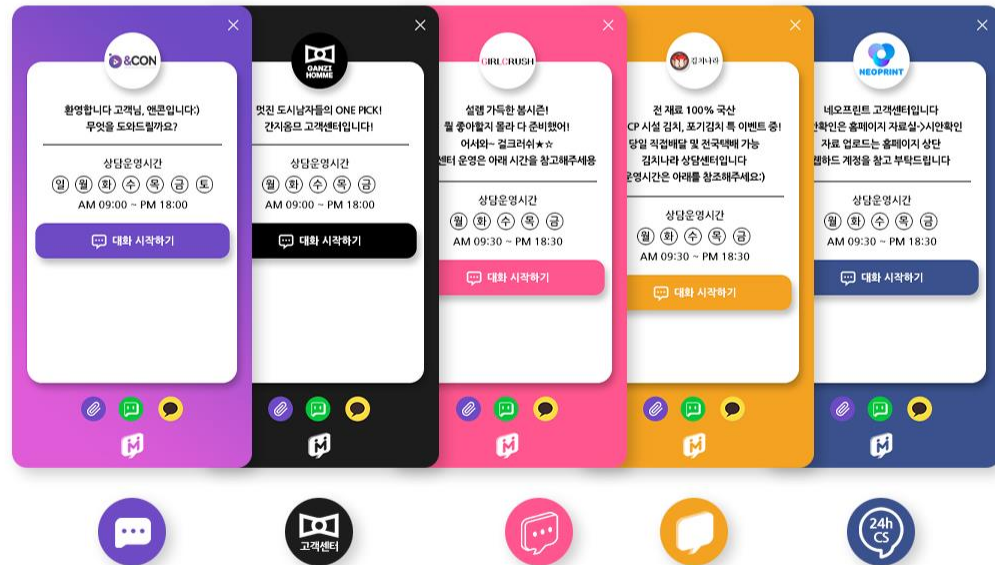 &CON
환영합니다 고객님, 앤콘입니다:)
무엇을 도와드릴까요?
상담운영시간
일 월 화 수 목 금 토
AM 09:00 ~ PM 18:00
대화 시작하기
GANZI
HOMME
멋진 도시남자들의 ONE PICK!
간지옴므 고객센터입니다!
상담운영시간
월 화 수 목 금
AM 09:00 ~ PM 18:00
대화 시작하기
GIRLCRUSH
설램 가득한 봄시즌!
뭘 좋아할지 몰라 다 준비했어!
어서와~ 걸크러쉬★☆
센터 운영은 아래 시간을 참고해주세용
상담운영시간
월 화 수 목 금
AM 09:30 ~ PM 18:30
대화 시작하기
김치나라
전 재료 100% 국산
CP 시설 김치, 포기김치 특 이벤트 중!
당일 직접배달 및 전국택배 가능
김치나라 상담센터입니다
운영시간은 아래를 참조해주세요:)
상담운영시간
월 화 수 목 금
AM 09:30 ~ PM 18:30
대화 시작하기
NEOPRINT
네오프린트 고객센터입니다
안확인은 홈페이지 자료실->시안확인
자료 업로드는 홈페이지 상단
웹하드 계정을 참고 부탁드립니다
상담운영시간
월 화 수 목 금
AM 09:30 ~ PM 18:30
대화 시작하기
고객센터
24h
CS